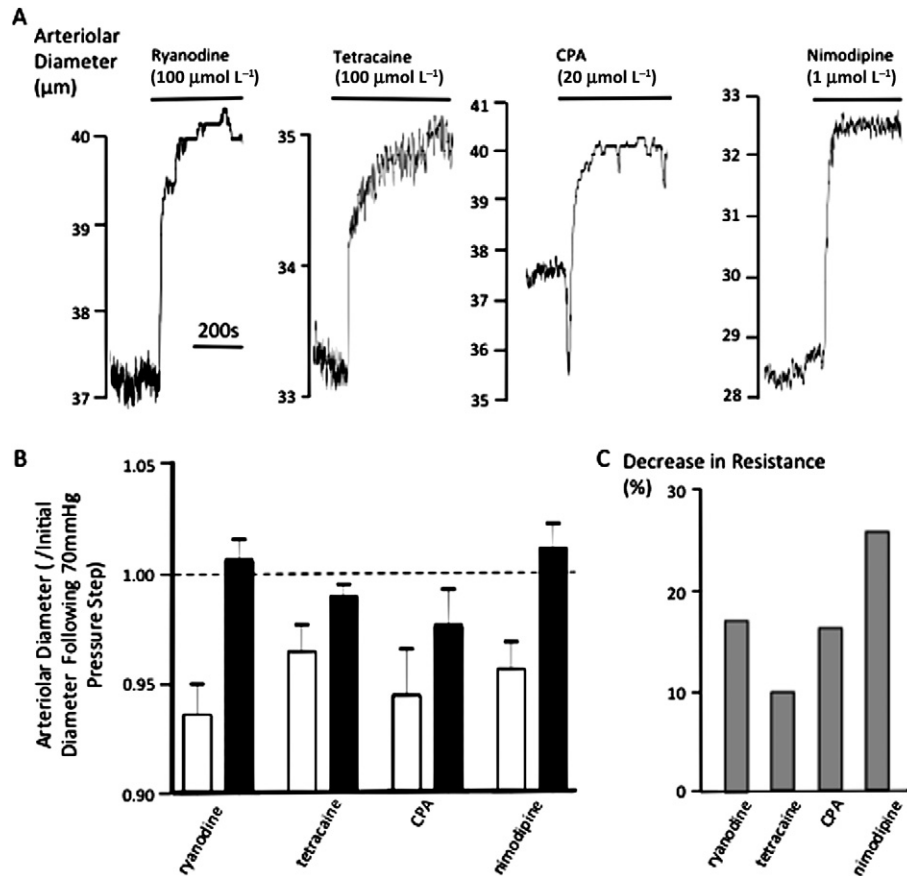 A
Arteriolar
Diameter
(μm)
Ryanodine
(100 μmol L⁻¹)
40
39
38
37
200s
Tetracaine
(100 μmol L⁻¹)
35
34
33
CPA
(20 μmol L⁻¹)
41
40
39
38
37
36
35
Nimodipine
(1 μmol L⁻¹)
33
32
31
30
29
28
B
Arteriolar Diameter (/Initial
Diameter Following 70mmHg
Pressure Step)
1.05
1.00
0.95
0.90
ryanodine
tetracaine
CPA
nimodipine
C
Decrease in Resistance
(%)
30
20
10
0
ryanodine
tetracaine
CPA
nimodipine